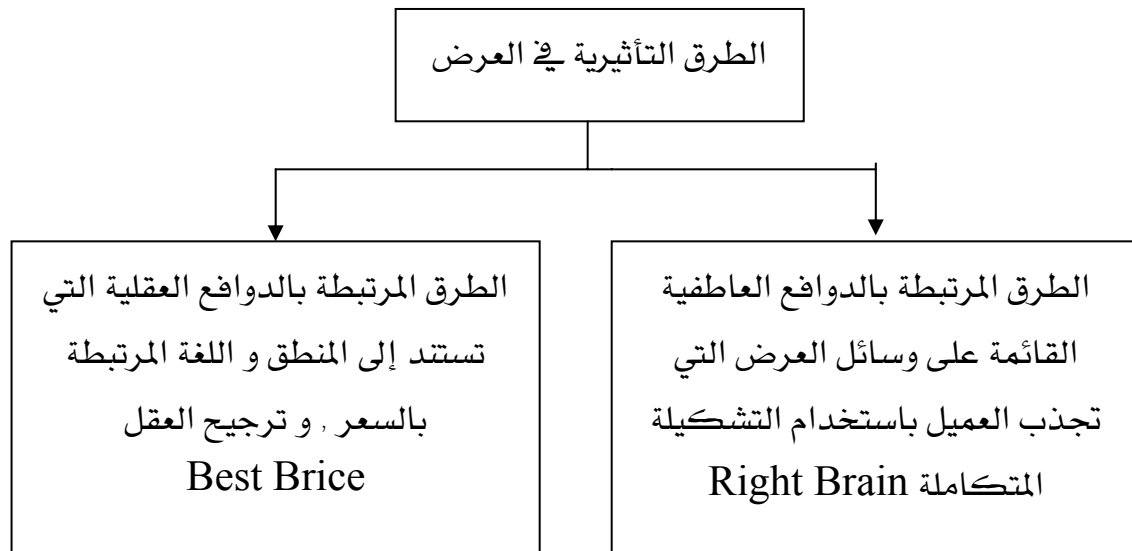 الطرق التأثيرية في العرض
الطرق المرتبطة بالدوافع العاطفية
القائمة على وسائل العرض التي
تجذب العميل باستخدام التشكيلة
المتكاملة Right Brain
الطرق المرتبطة بالدوافع العقلية التي
تستند إلى المنطق و اللغة المرتبطة
بالسعر , و ترجيح العقل
Best Brice